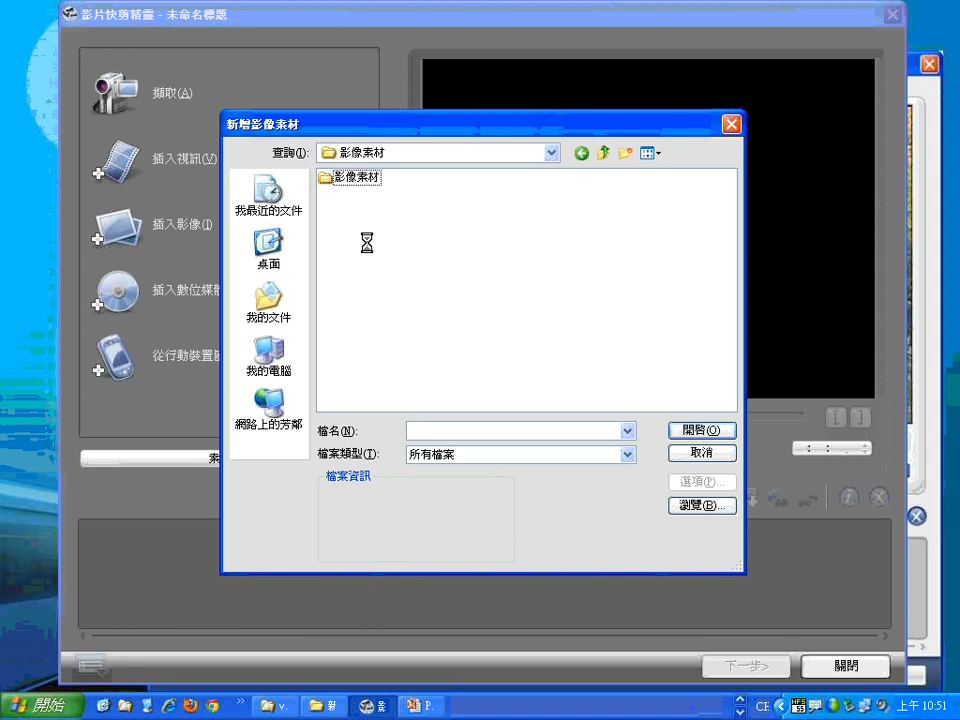 影片快剪精靈 - 未命名標題
擷取(A)
插入視訊(V)
插入影像(I)
插入數位媒體
從行動裝置
素
新增影像素材
查詢(I):
影像素材
影像素材
我最近的文件
桌面
我的文件
我的電腦
網路上的芳鄰
檔名(N):
開啟(O)
檔案類型(T):
所有檔案
取消
檔案資訊
選項(P)...
瀏覽(B)...
下一步>
關閉
開始
v.
新
P.
CH
上午 10:51